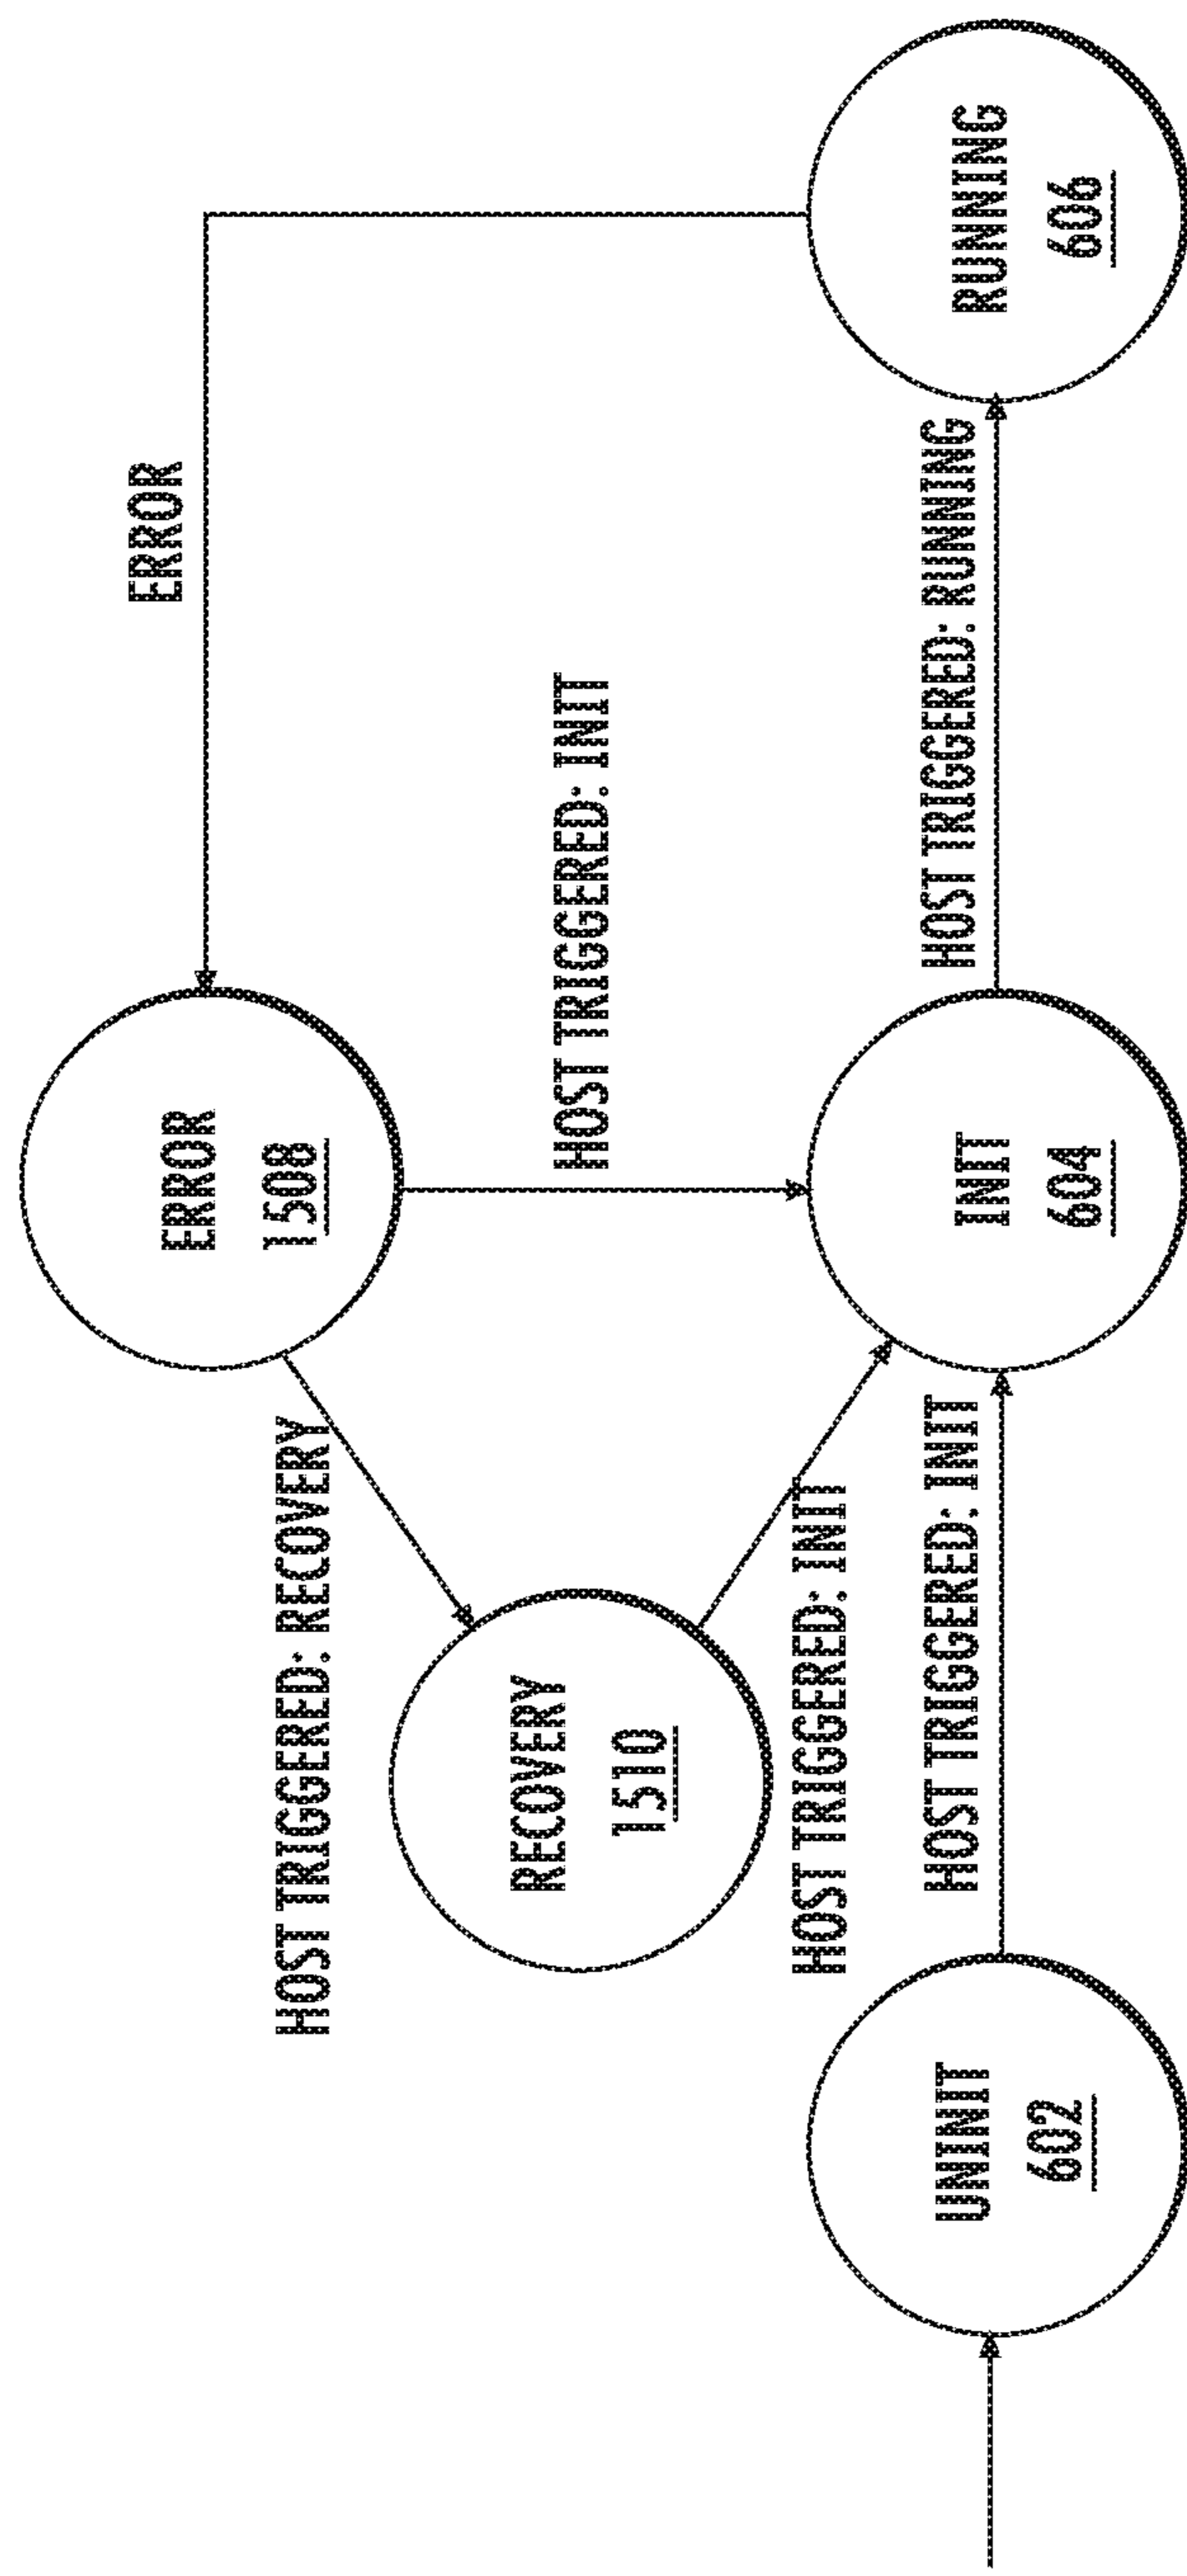 ERROR
ERROR
1508
HOST TRIGGERED: RECOVERY
HOST TRIGGERED: INIT
RECOVERY
1510
HOST TRIGGERED: INIT
HOST TRIGGERED: INIT
HOST TRIGGERED: RUNNING
UNINIT
602
INIT
604
RUNNING
606